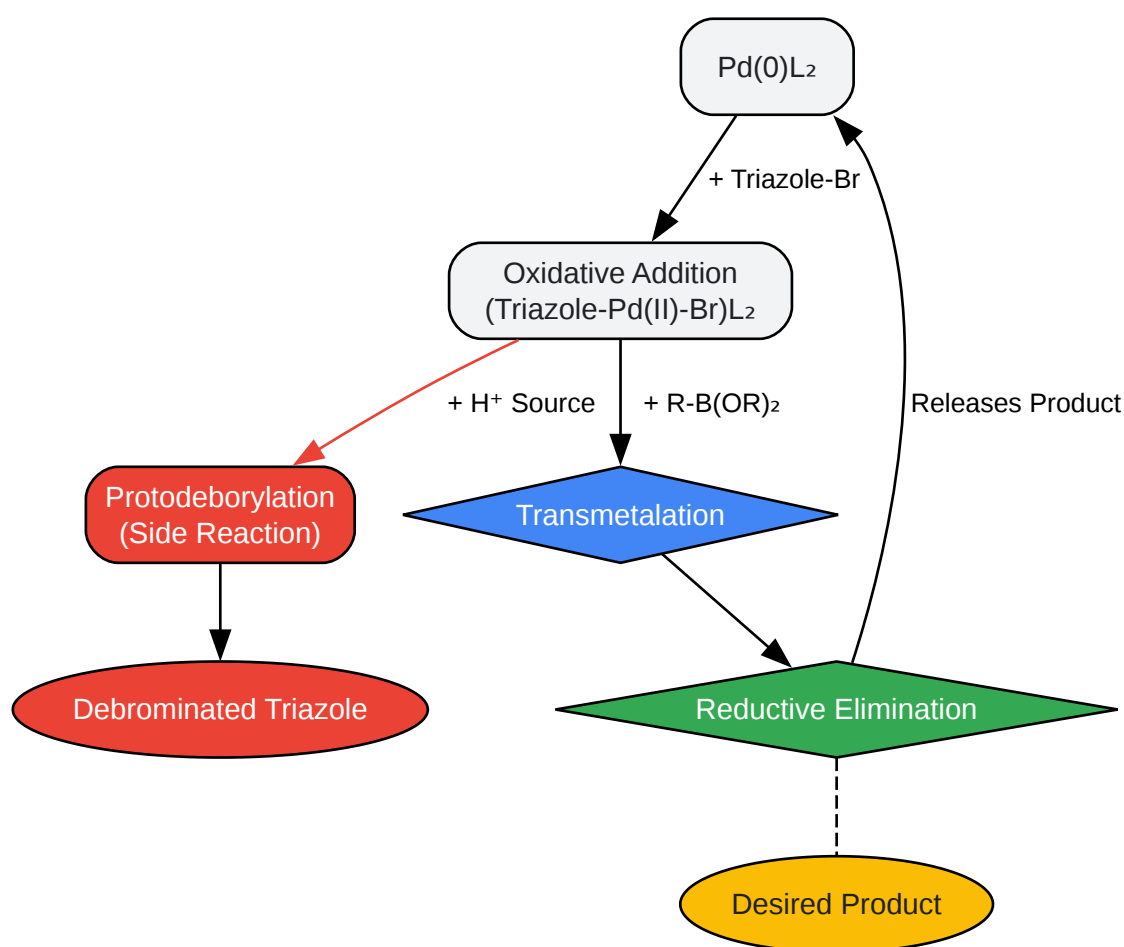 Pd(0)L₂
+ Triazole-Br
Oxidative Addition
(Triazole-Pd(II)-Br)L₂
+ H⁺ Source
+ R-B(OR)₂
Releases Product
Protodeborylation
(Side Reaction)
Transmetalation
Debrominated Triazole
Reductive Elimination
Desired Product